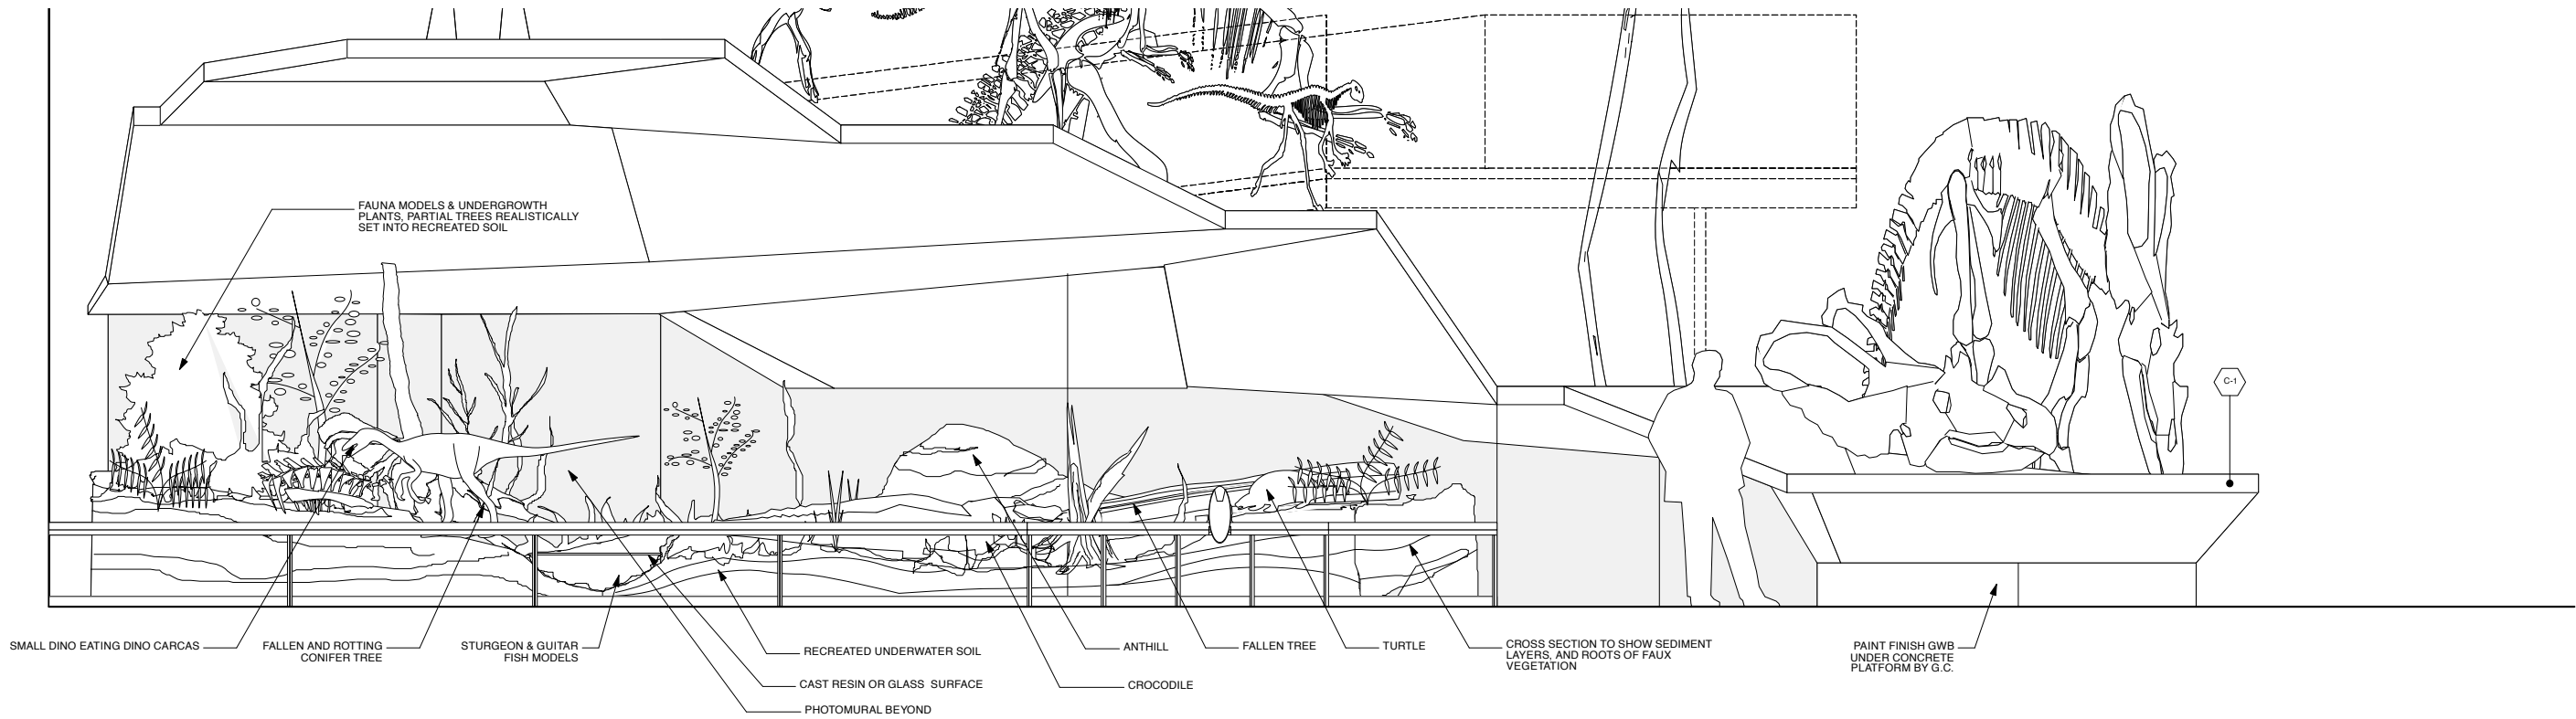 FAUNA MODELS & UNDERGROWTH
PLANTS, PARTIAL TREES REALISTICALLY
SET INTO RECREATED SOIL
C-1
SMALL DINO EATING DINO CARCAS
FALLEN AND ROTTING
CONIFER TREE
STURGEON & GUITAR
FISH MODELS
RECREATED UNDERWATER SOIL
CAST RESIN OR GLASS SURFACE
PHOTOMURAL BEYOND
ANTHILL
CROCODILE
FALLEN TREE
TURTLE
CROSS SECTION TO SHOW SEDIMENT
LAYERS, AND ROOTS OF FAUX
VEGETATION
PAINT FINISH GWB
UNDER CONCRETE
PLATFORM BY G.C.